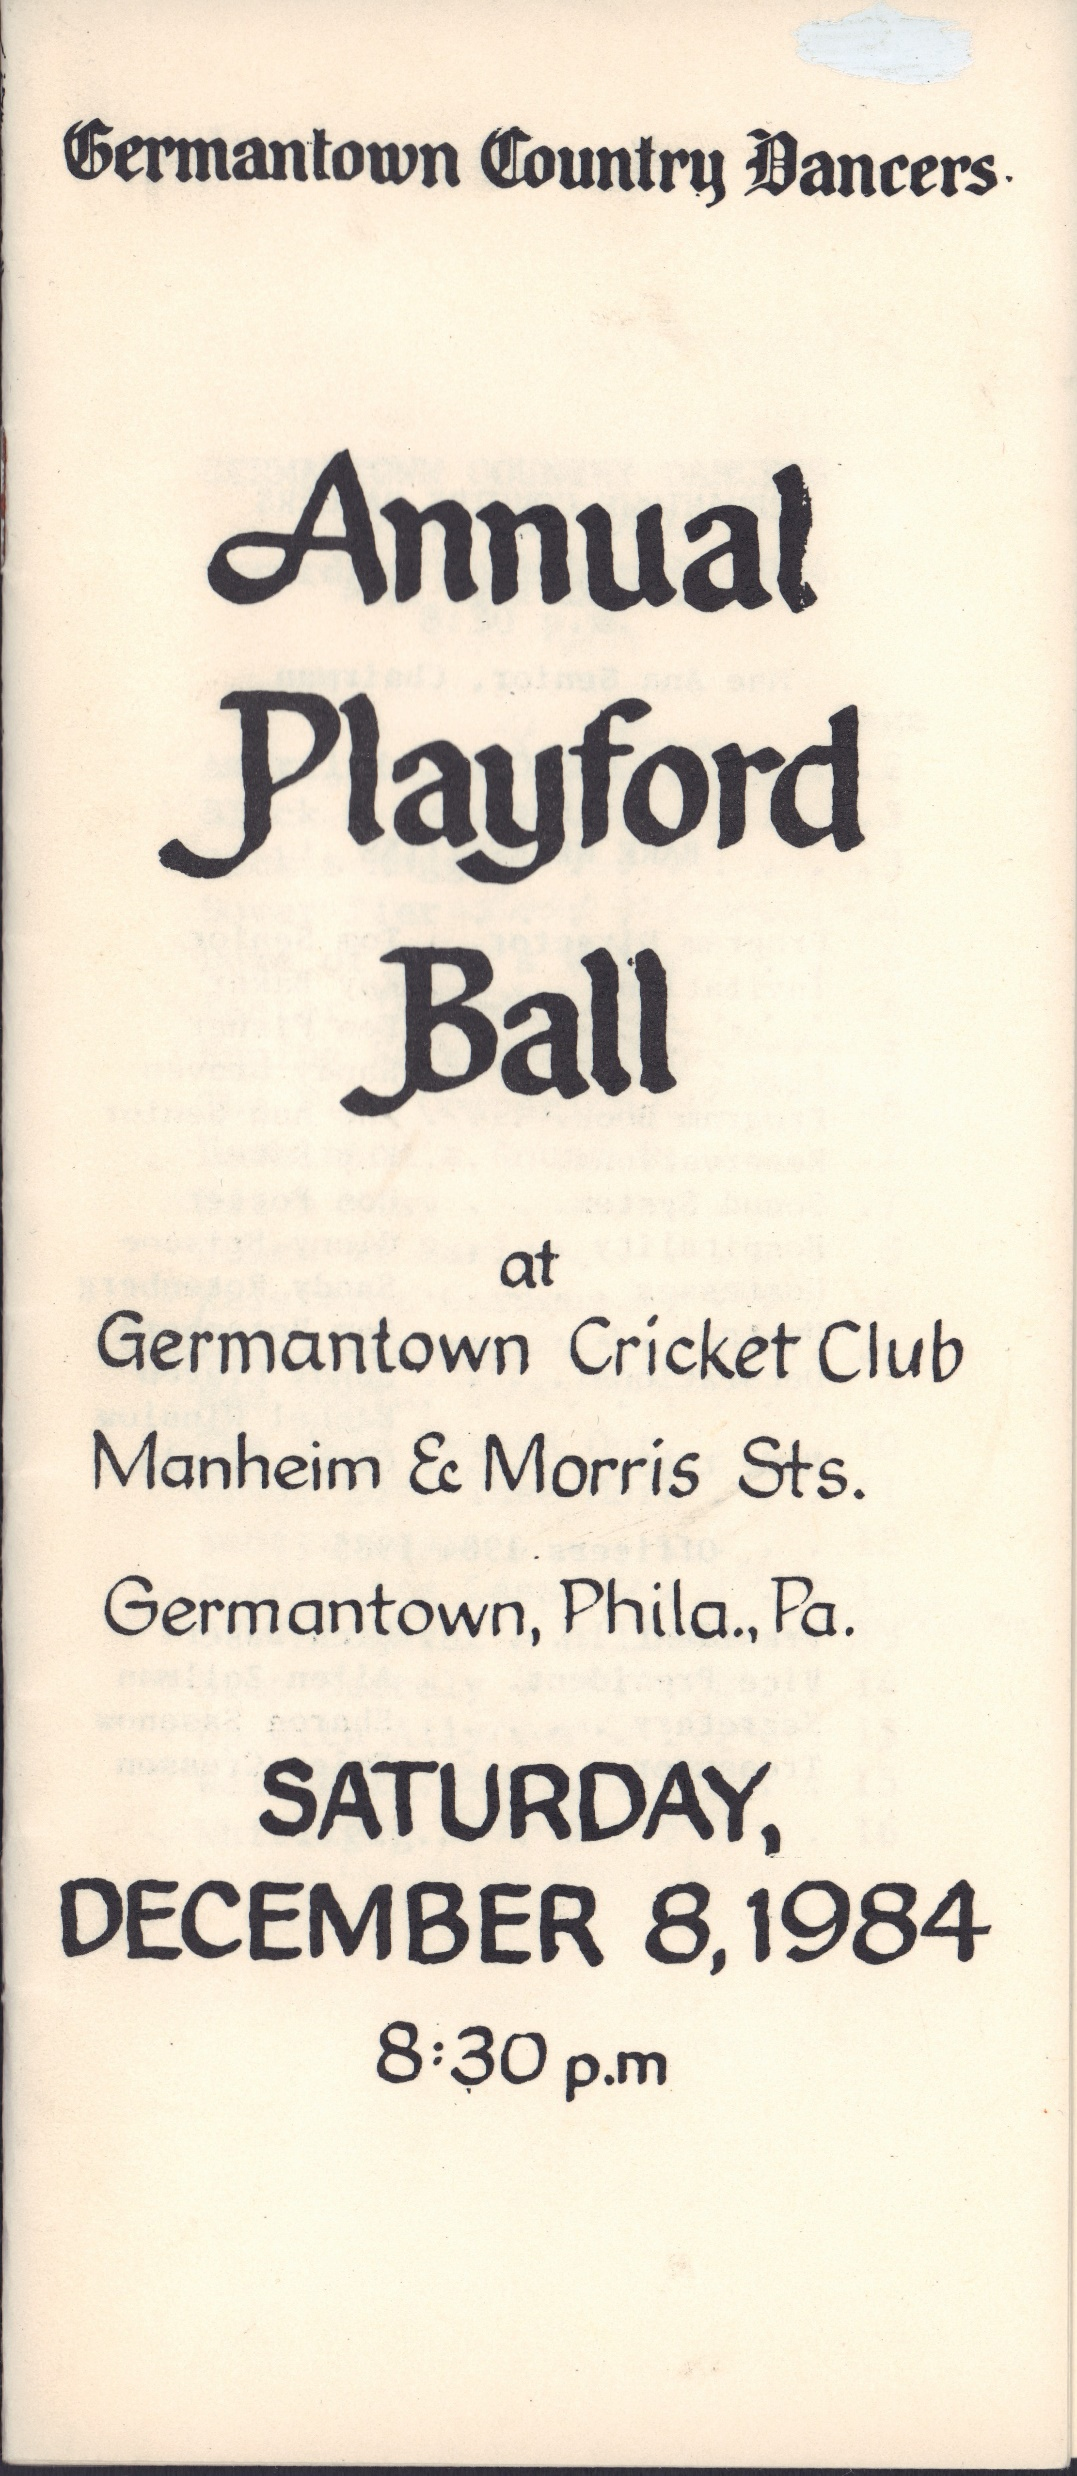 Germantown Country Dancers.
Annual
Playford
Ball
at
Germantown Cricket Club
Manheim & Morris Sts.
Germantown, Phila., Pa.
SATURDAY,
DECEMBER 8, 1984
8:30 p.m